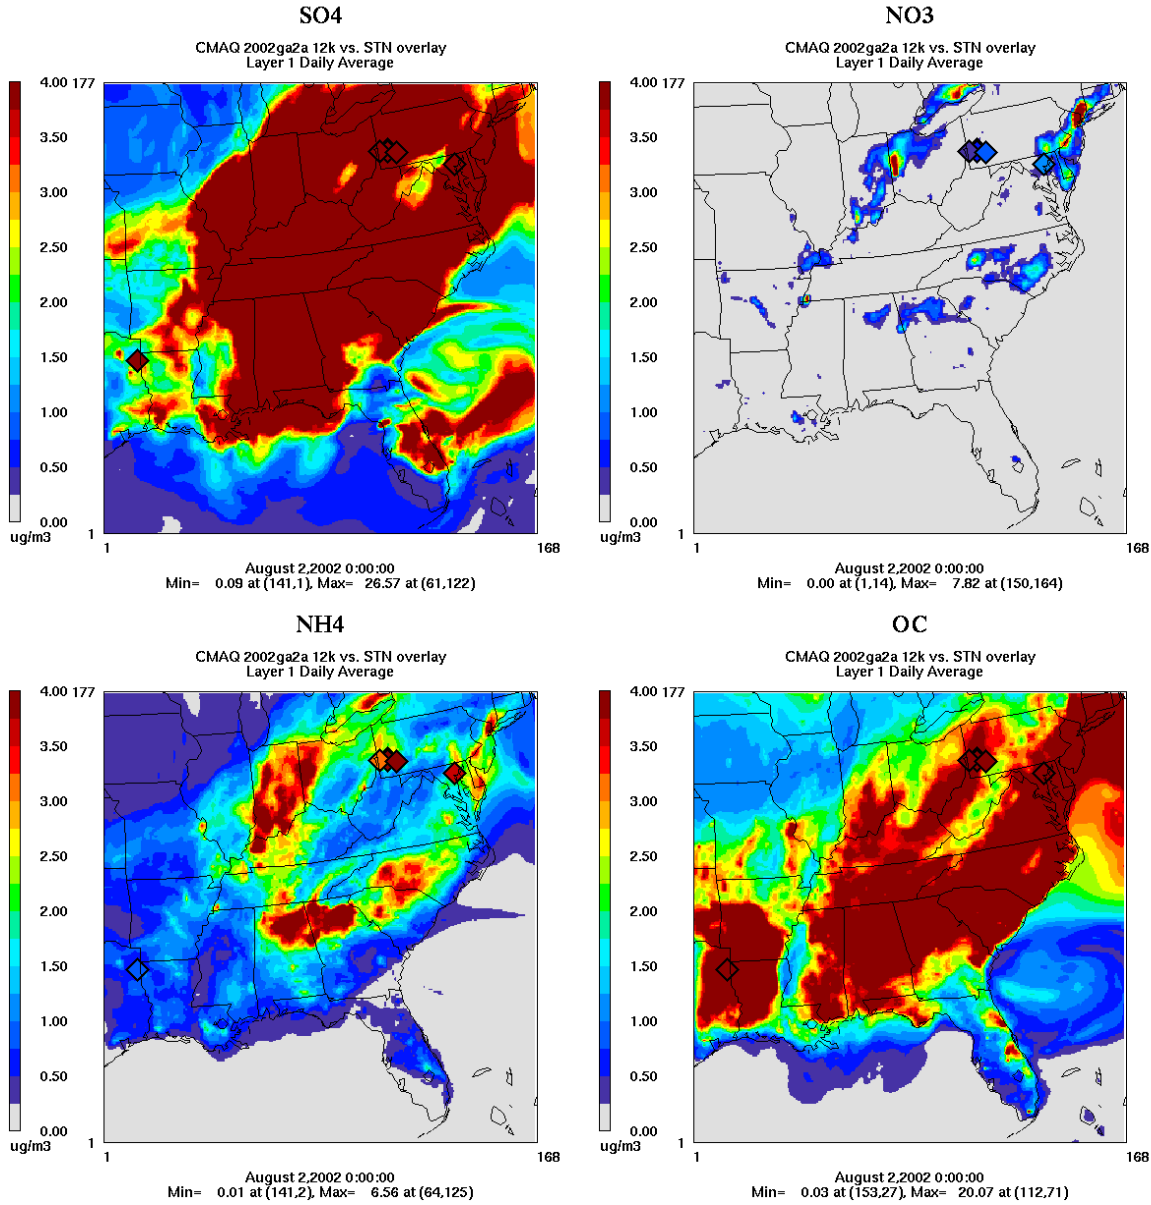 SO4
CMAQ 2002ga2a 12k vs. STN overlay
Layer 1 Daily Average
4.00 177
3.50
3.00
2.50
2.00
1.50
1.00
0.50
0.00
ug/m3
1
1 168
August 2,2002 0:00:00
Min= 0.09 at (141,1), Max= 26.57 at (61,122)
NO3
CMAQ 2002ga2a 12k vs. STN overlay
Layer 1 Daily Average
4.00 177
3.50
3.00
2.50
2.00
1.50
1.00
0.50
0.00
ug/m3
1
1 168
August 2,2002 0:00:00
Min= 0.00 at (1,14), Max= 7.82 at (150,164)
NH4
CMAQ 2002ga2a 12k vs. STN overlay
Layer 1 Daily Average
4.00 177
3.50
3.00
2.50
2.00
1.50
1.00
0.50
0.00
ug/m3
1
1 168
August 2,2002 0:00:00
Min= 0.01 at (141,2), Max= 6.56 at (64,125)
OC
CMAQ 2002ga2a 12k vs. STN overlay
Layer 1 Daily Average
4.00 177
3.50
3.00
2.50
2.00
1.50
1.00
0.50
0.00
ug/m3
1
1 168
August 2,2002 0:00:00
Min= 0.03 at (153,27), Max= 20.07 at (112,71)